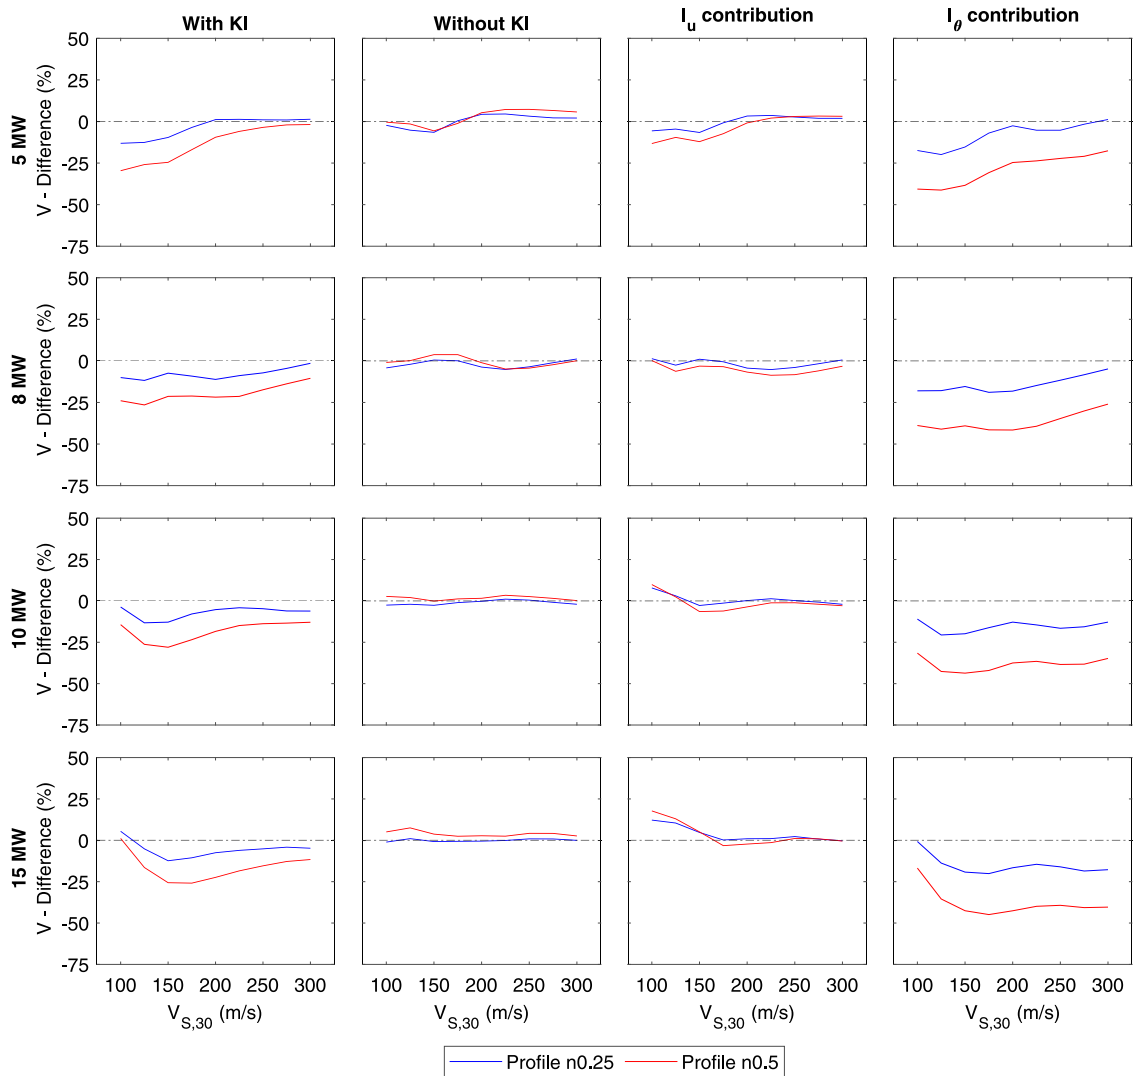 With KI Without KI I_u contribution I_θ contribution
50
25
0
-25
-50
-75
5 MW
V - Difference (%)
50
25
0
-25
-50
-75
8 MW
V - Difference (%)
50
25
0
-25
-50
-75
10 MW
V - Difference (%)
50
25
0
-25
-50
-75
15 MW
V - Difference (%)
100 150 200 250 300 100 150 200 250 300 100 150 200 250 300 100 150 200 250 300
V_S,30 (m/s) V_S,30 (m/s) V_S,30 (m/s) V_S,30 (m/s)
Profile n0.25 Profile n0.5